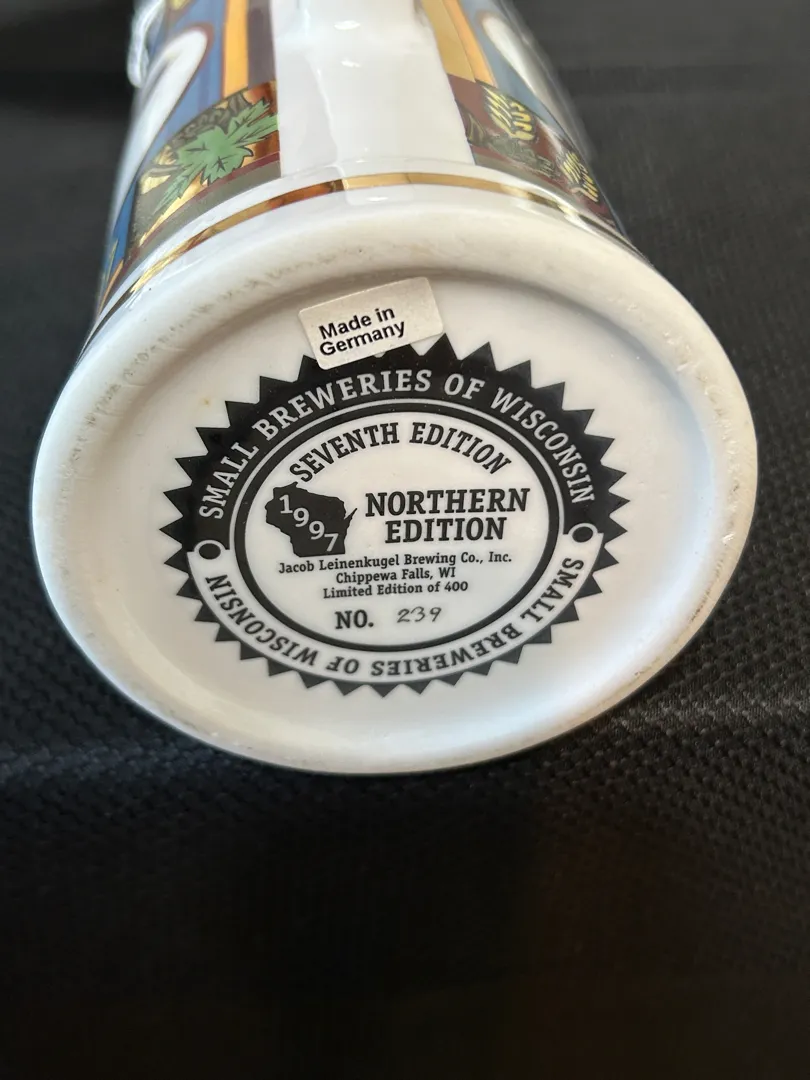 Made in
Germany
SMALL BREWERIES OF WISCONSIN
SEVENTH EDITION
1997
NORTHERN
EDITION
Jacob Leinenkugel Brewing Co., Inc.
Chippewa Falls, WI
Limited Edition of 400
NO. 239
SMALL BREWERIES OF WISCONSIN